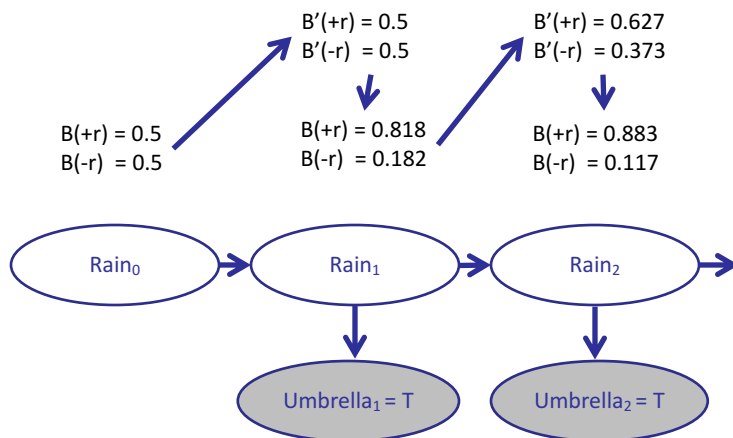 B'(+r) = 0.5
B'(-r) = 0.5
B'(+r) = 0.627
B'(-r) = 0.373
B(+r) = 0.5
B(-r) = 0.5
B(+r) = 0.818
B(-r) = 0.182
B(+r) = 0.883
B(-r) = 0.117
Rain₀
Rain₁
Rain₂
Umbrella₁ = T
Umbrella₂ = T